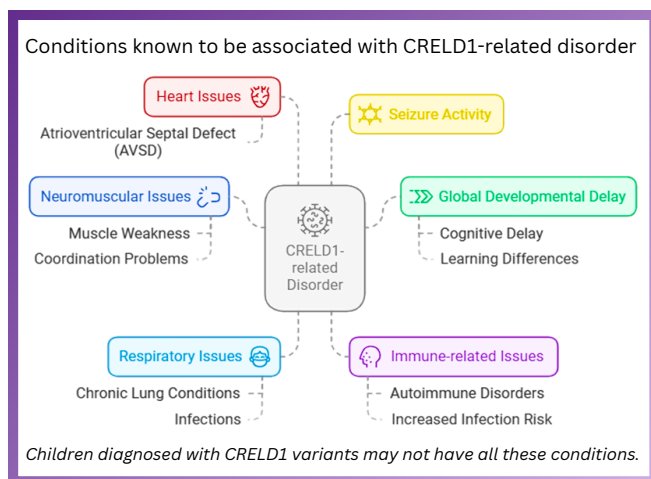 Conditions known to be associated with CRELD1-related disorder
Heart Issues
Atrioventricular Septal Defect
(AVSD)
Seizure Activity
Neuromuscular Issues
Muscle Weakness
Coordination Problems
CRELD1-
related
Disorder
Global Developmental Delay
Cognitive Delay
Learning Differences
Respiratory Issues
Chronic Lung Conditions
Infections
Immune-related Issues
Autoimmune Disorders
Increased Infection Risk
Children diagnosed with CRELD1 variants may not have all these conditions.